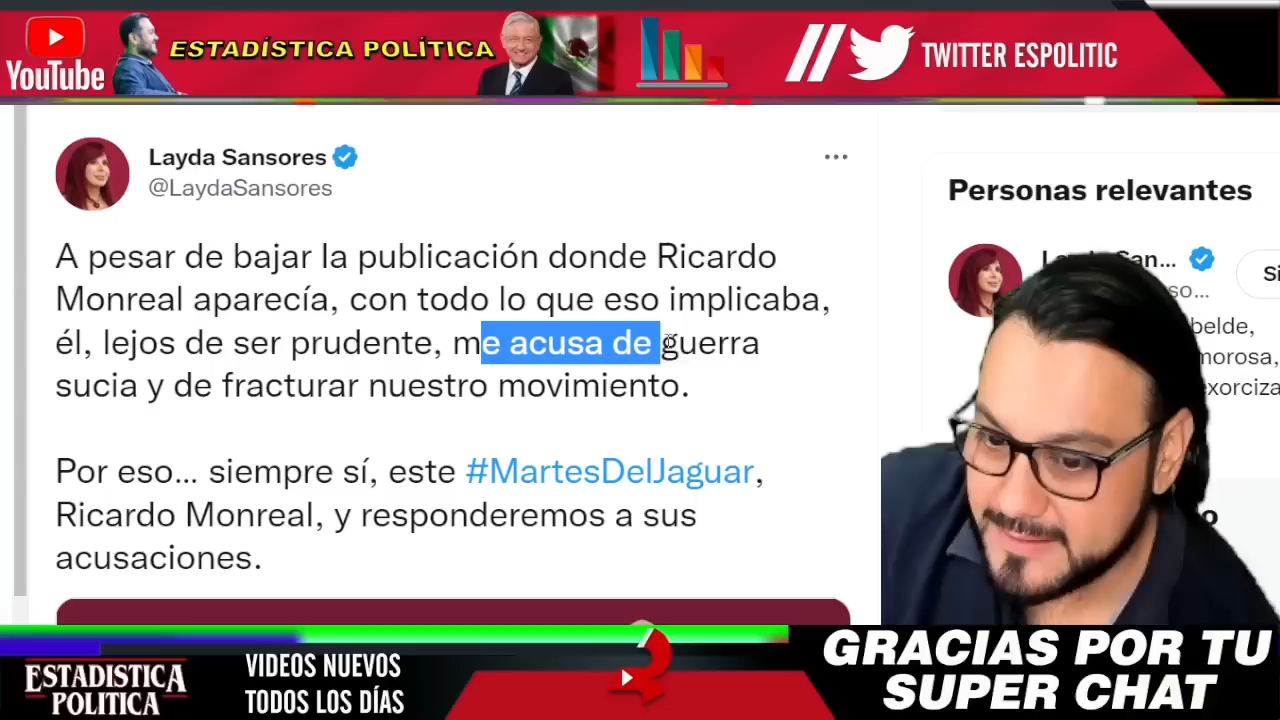 YouTube
ESTADÍSTICA POLÍTICA
TWITTER ESPOLITIC
Layda Sansores
@LaydaSansores
A pesar de bajar la publicación donde Ricardo
Monreal aparecía, con todo lo que eso implicaba,
él, lejos de ser prudente, me acusa de guerra
sucia y de fracturar nuestro movimiento.
Por eso... siempre sí, este #MartesDelJaguar,
Ricardo Monreal, y responderemos a sus
acusaciones.
Personas relevantes
ESTADISTICA
POLÍTICA
VIDEOS NUEVOS
TODOS LOS DÍAS
GRACIAS POR TU
SUPER CHAT